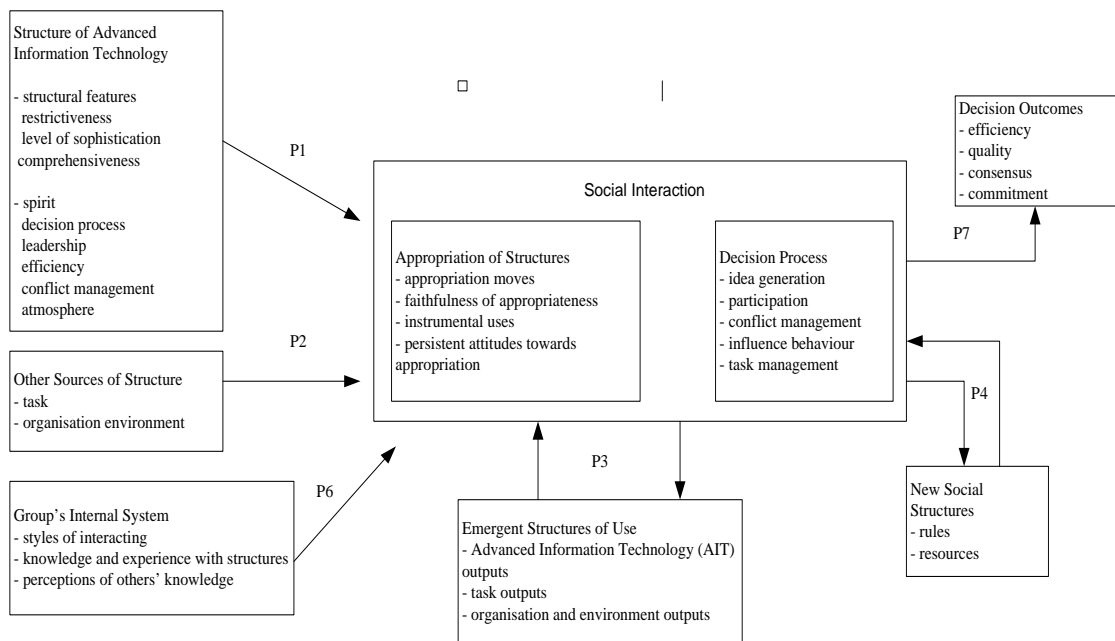 Structure of Advanced
Information Technology
- structural features
restrictiveness
level of sophistication
comprehensiveness
- spirit
decision process
leadership
efficiency
conflict management
atmosphere
P1
Other Sources of Structure
- task
- organisation environment
P2
Group's Internal System
- styles of interacting
- knowledge and experience with structures
- perceptions of others' knowledge
P6
Social Interaction
Appropriation of Structures
- appropriation moves
- faithfulness of appropriateness
- instrumental uses
- persistent attitudes towards
appropriation
Decision Process
- idea generation
- participation
- conflict management
- influence behaviour
- task management
P3
Emergent Structures of Use
- Advanced Information Technology (AIT)
outputs
- task outputs
- organisation and environment outputs
Decision Outcomes
- efficiency
- quality
- consensus
- commitment
P7
P4
New Social
Structures
- rules
- resources